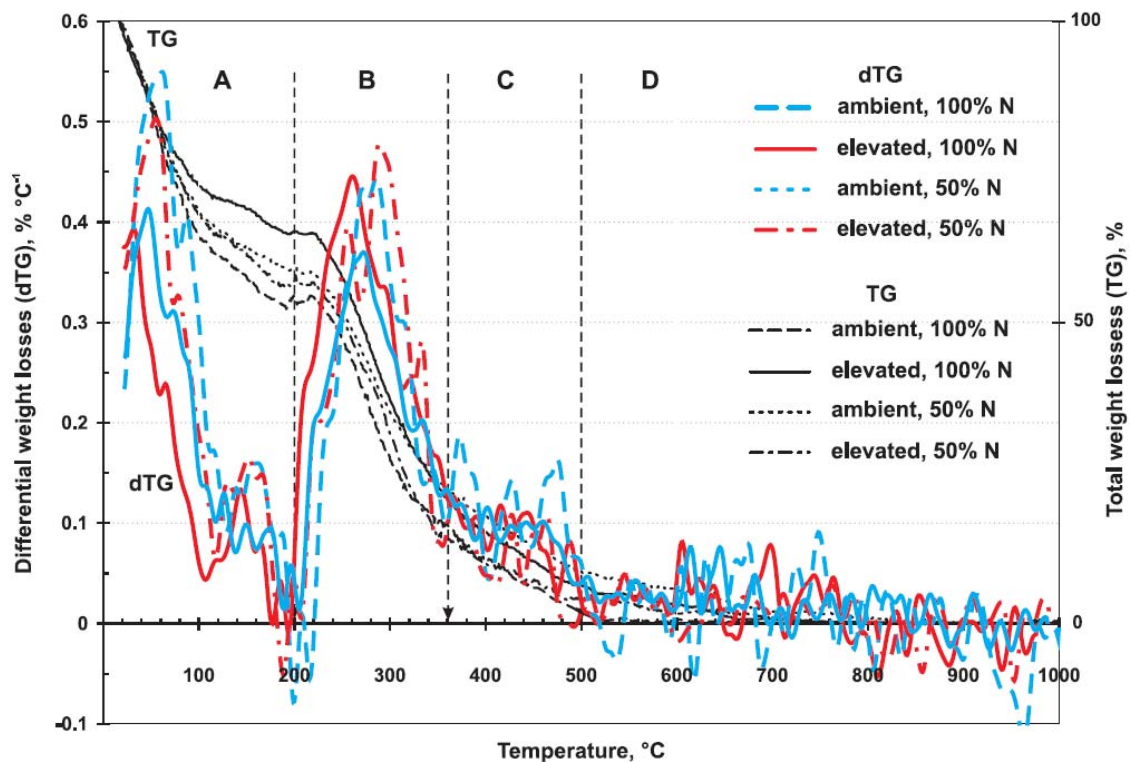 0.6
0.5
0.4
0.3
0.2
0.1
0
-0.1
Differential weight losses (dTG), % °C⁻¹
TG
A
B
C
D
dTG
dTG
ambient, 100% N
elevated, 100% N
ambient, 50% N
elevated, 50% N
TG
ambient, 100% N
elevated, 100% N
ambient, 50% N
elevated, 50% N
100
50
0
Total weight lossess (TG), %
100 200 300 400 500 600 700 800 900 1000
Temperature, °C